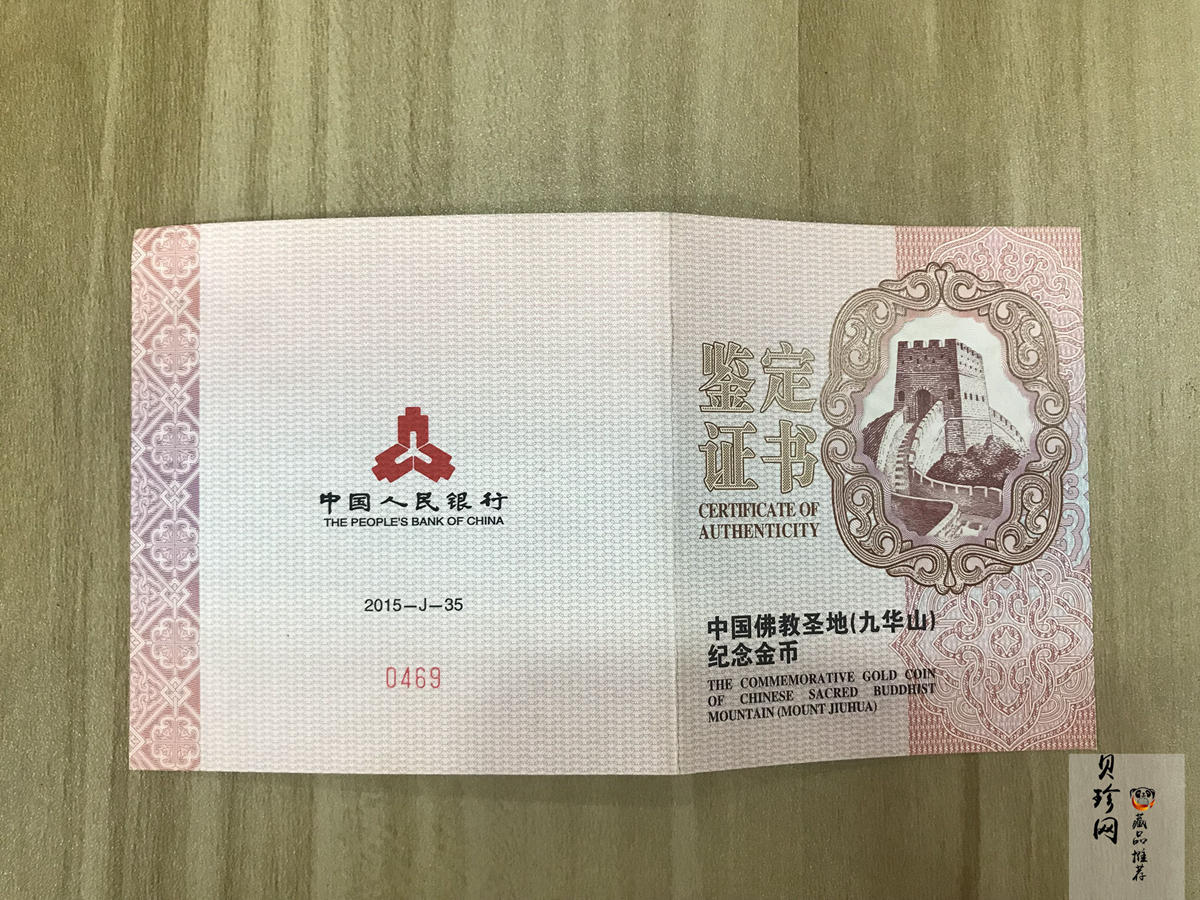 中国人民银行
THE PEOPLE'S BANK OF CHINA
2015—J—35
0469
鉴定
证书
CERTIFICATE OF
AUTHENTICITY
中国佛教圣地(九华山)
纪念金币
THE COMMEMORATIVE GOLD COIN
OF CHINESE SACRED BUDDHIST
MOUNTAIN (MOUNT JIUHUA)
贝珍网
藏品推荐